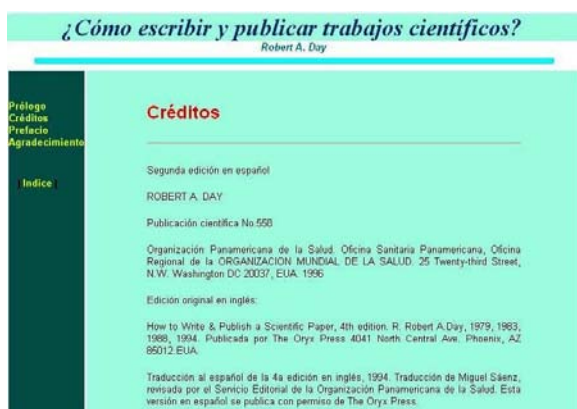 ¿Cómo escribir y publicar trabajos científicos?
Robert A. Day
Prólogo
Créditos
Prefacio
Agradecimiento
| Indice |
Créditos
Segunda edición en español
ROBERT A. DAY
Publicación científica No.558
Organización Panamericana de la Salud. Oficina Sanitaria Panamericana, Oficina
Regional de la ORGANIZACION MUNDIAL DE LA SALUD. 25 Twenty-third Street,
N.W. Washington DC 20037, EUA. 1996
Edición original en inglés:
How to Write & Publish a Scientific Paper, 4th edition. R. Robert A.Day, 1979, 1983,
1988, 1994. Publicada por The Oryx Press 4041 North Central Ave. Phoenix, AZ
85012.EUA.
Traducción al español de la 4a edición en inglés, 1994. Traducción de Miguel Sáenz,
revisada por el Servicio Editorial de la Organización Panamericana de la Salud. Esta
versión en español se publica con permiso de The Oryx Press.